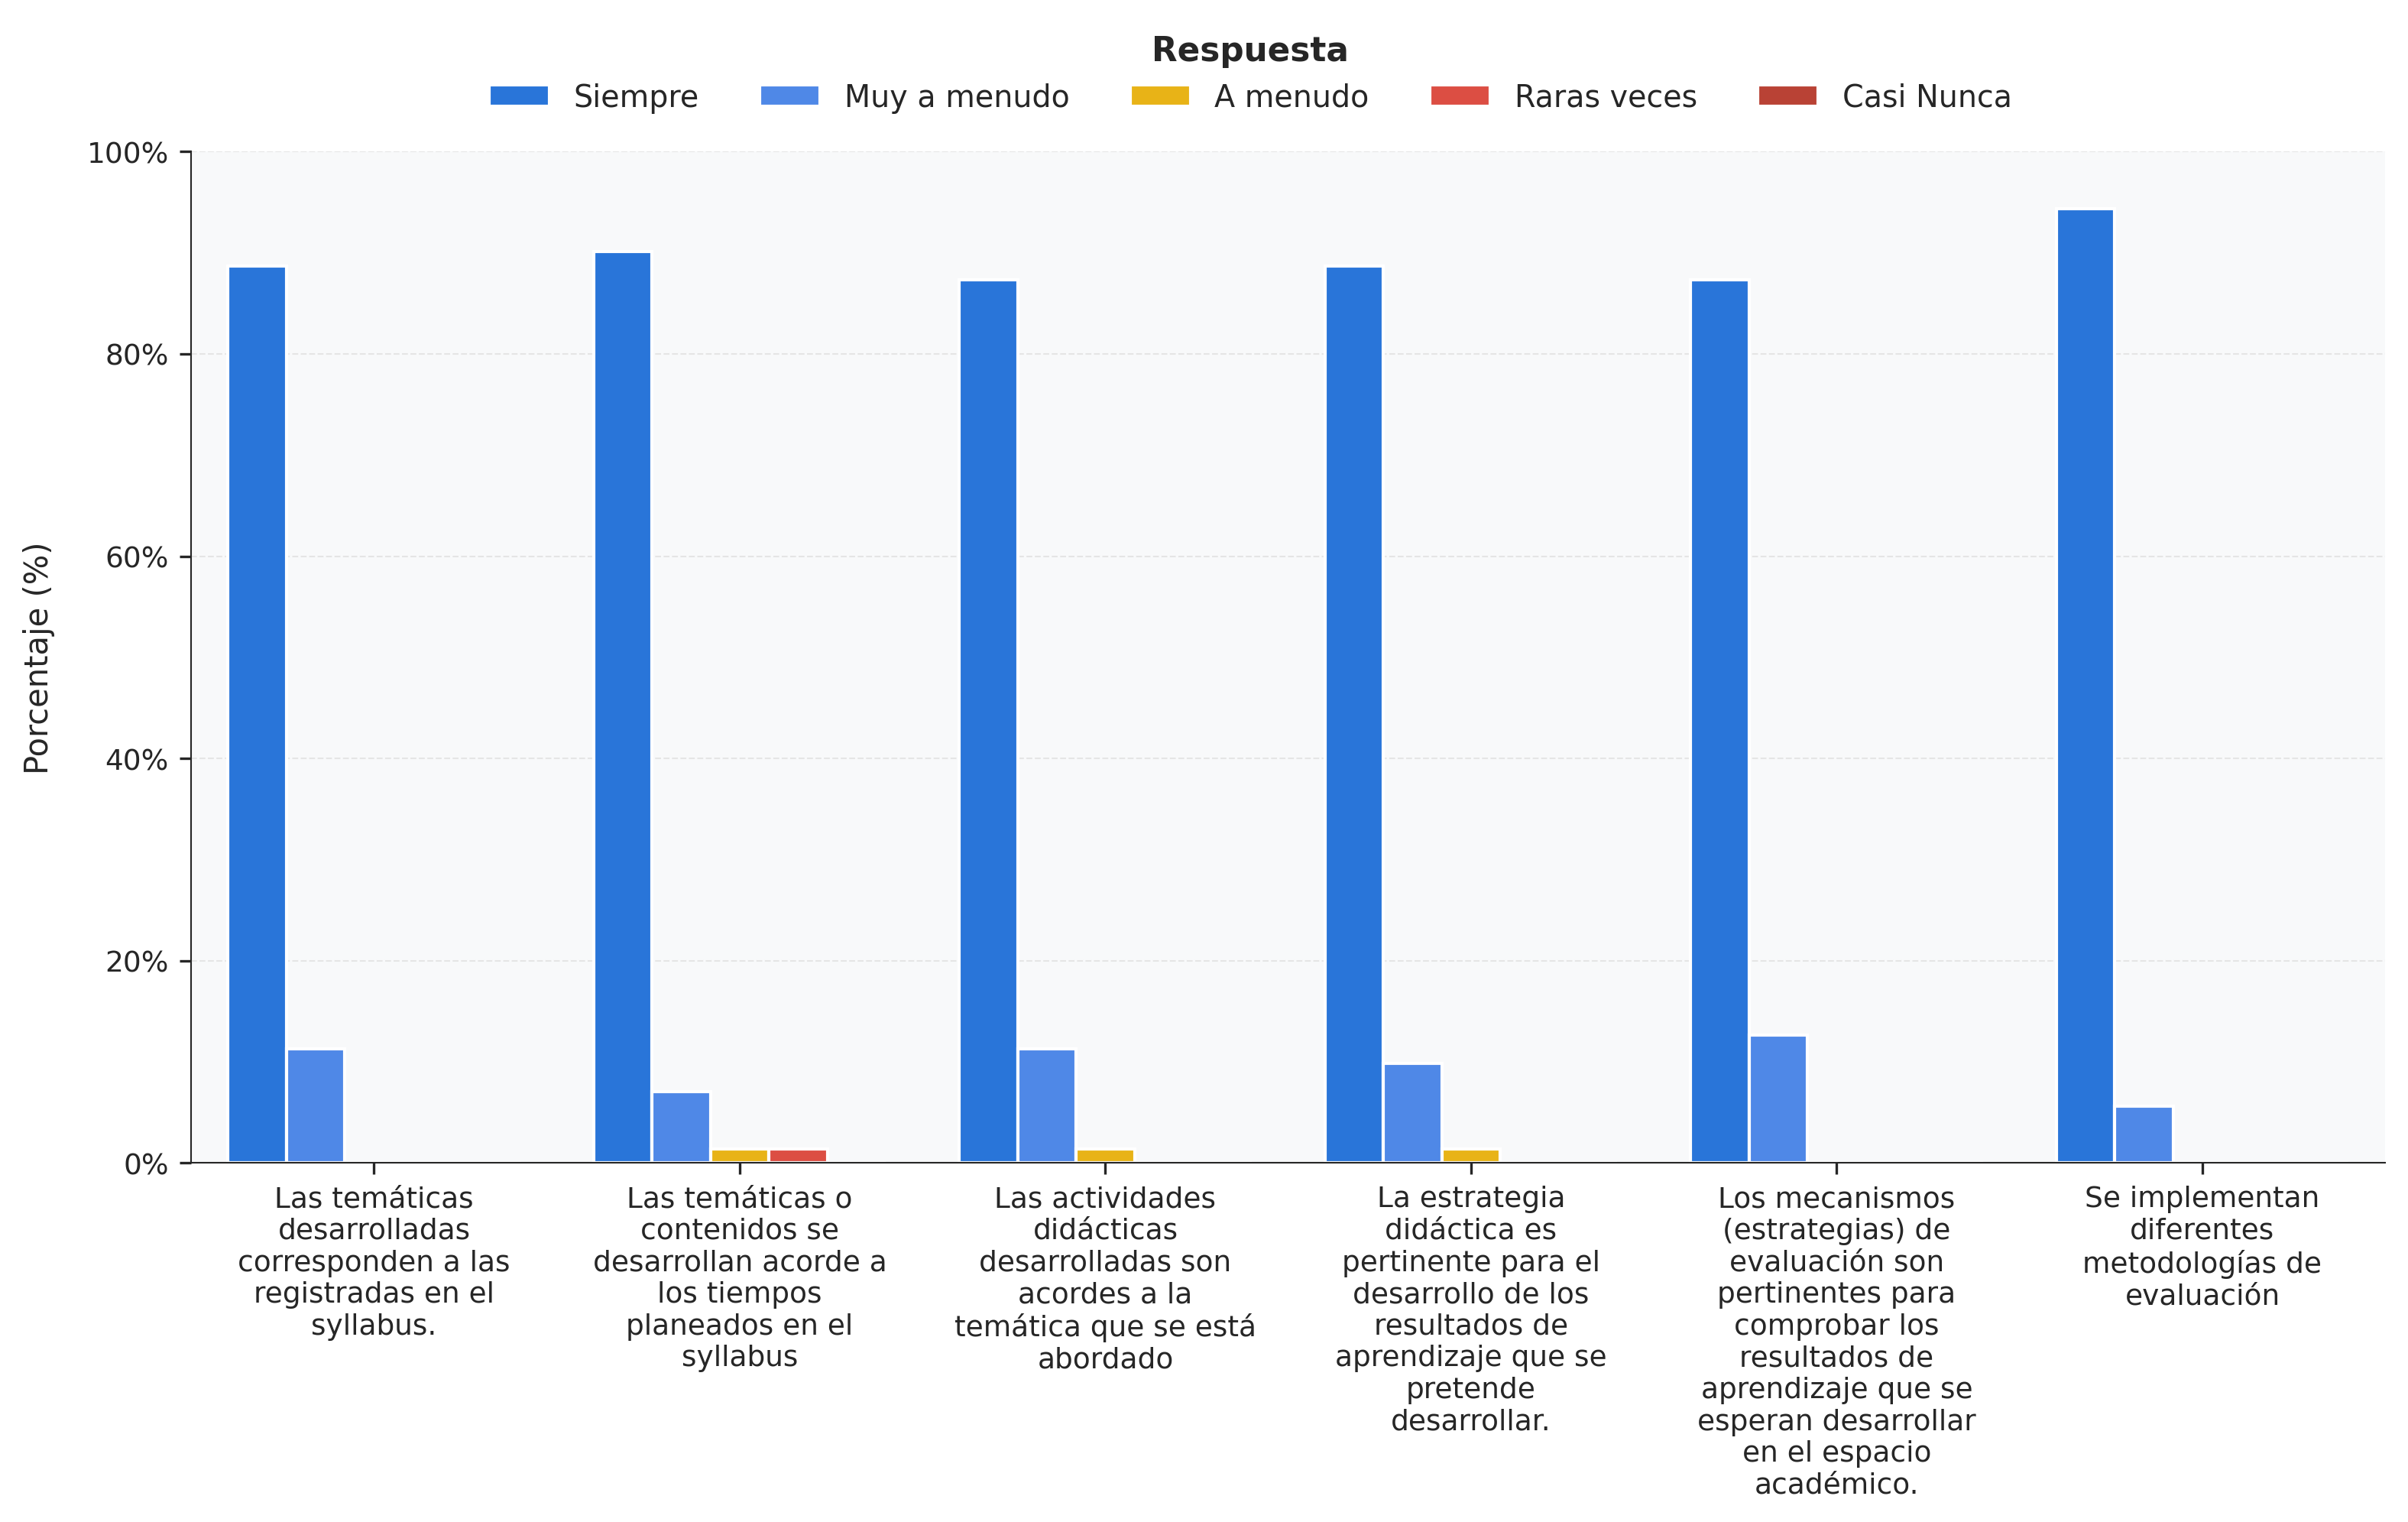 Respuesta
Siempre
Muy a menudo
A menudo
Raras veces
Casi Nunca
Porcentaje (%)
100%
80%
60%
40%
20%
0%
Las temáticas
desarrolladas
corresponden a las
registradas en el
syllabus.
Las temáticas o
contenidos se
desarrollan acorde a
los tiempos
planeados en el
syllabus
Las actividades
didácticas
desarrolladas son
acordes a la
temática que se está
abordado
La estrategia
didáctica es
pertinente para el
desarrollo de los
resultados de
aprendizaje que se
pretende
desarrollar.
Los mecanismos
(estrategias) de
evaluación son
pertinentes para
comprobar los
resultados de
aprendizaje que se
esperan desarrollar
en el espacio
académico.
Se implementan
diferentes
metodologías de
evaluación